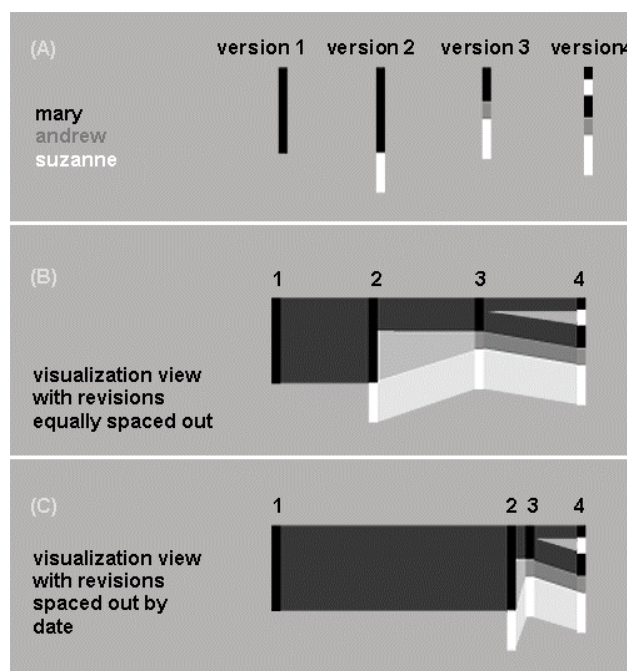 (A)
version 1 version 2 version 3 version4
mary
andrew
suzanne
(B)
1 2 3 4
visualization view
with revisions
equally spaced out
(C)
1 2 3 4
visualization view
with revisions
spaced out by
date